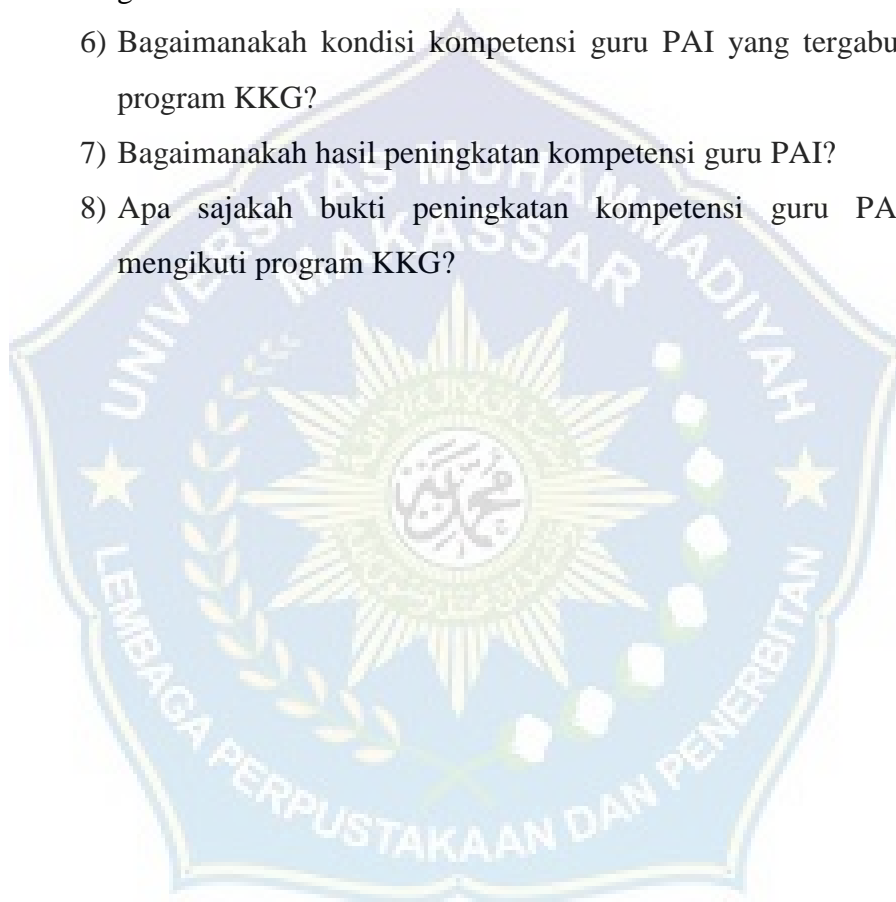 6) Bagaimanakah kondisi kompetensi guru PAI yang tergabu
program KKG?
7) Bagaimanakah hasil peningkatan kompetensi guru PAI?
8) Apa sajakah bukti peningkatan kompetensi guru PA
mengikuti program KKG?
UNIVERSITAS MUHAMMADIYAH
MAKASSAR
LEMBAGA PERPUSTAKAAN DAN PENERBITAN